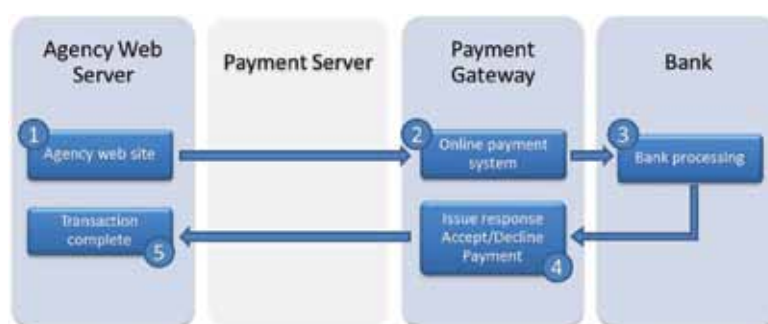 Agency Web
Server
Payment Server
Payment
Gateway
Bank
1
Agency web site
2
Online payment
system
3
Bank processing
Issue response
Accept/Decline
Payment
4
Transaction
complete
5